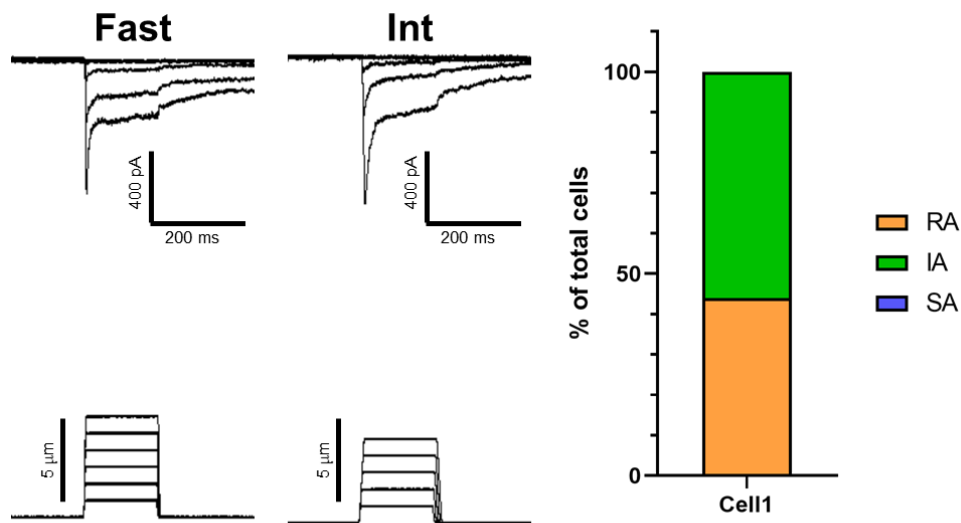 Fast
Int
400 pA
200 ms
400 pA
200 ms
5 μm
5 μm
% of total cells
100
50
0
Cell1
RA
IA
SA